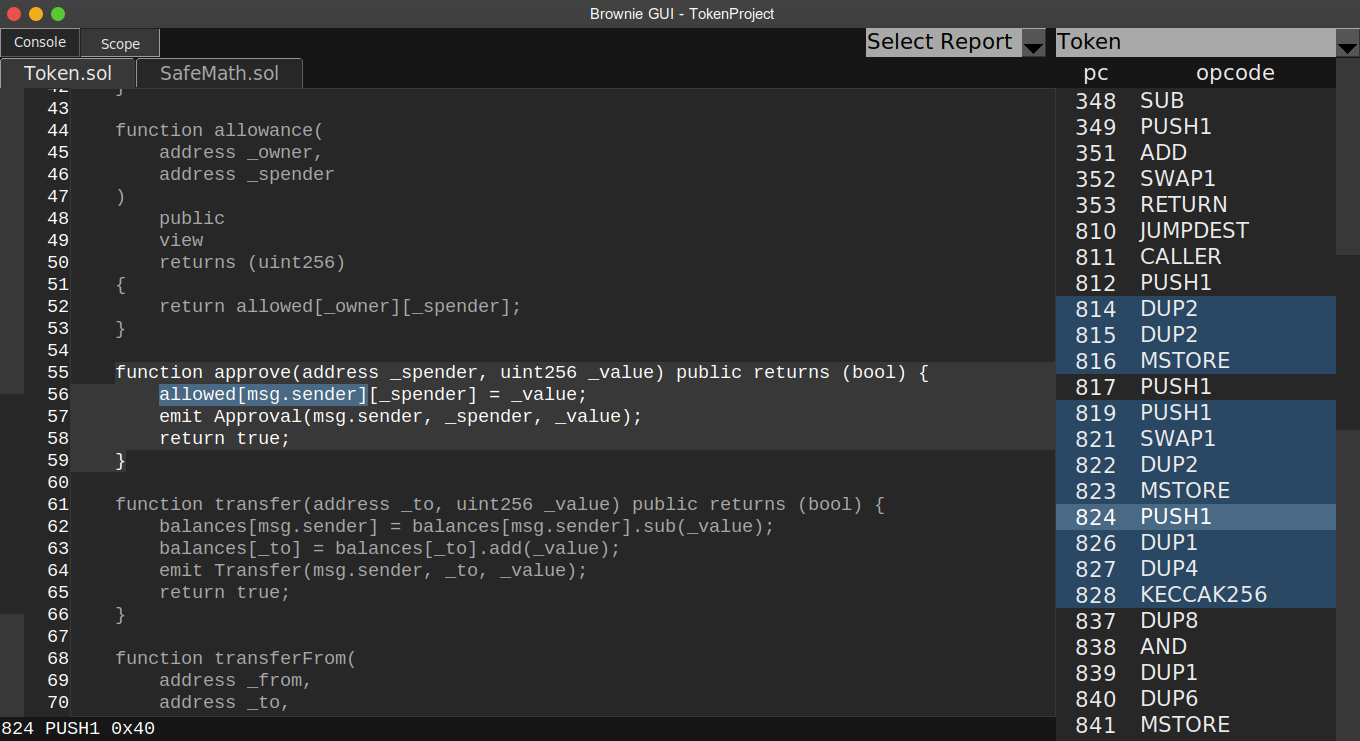 Brownie GUI - TokenProject
Console Scope Select Report Token
Token.sol SafeMath.sol pc opcode
42 }
43
44 function allowance(
45 address _owner,
46 address _spender
47 )
48 public
49 view
50 returns (uint256)
51 {
52 return allowed[_owner][_spender];
53 }
54
55 function approve(address _spender, uint256 _value) public returns (bool) {
56 allowed[msg.sender][_spender] = _value;
57 emit Approval(msg.sender, _spender, _value);
58 return true;
59 }
60
61 function transfer(address _to, uint256 _value) public returns (bool) {
62 balances[msg.sender] = balances[msg.sender].sub(_value);
63 balances[_to] = balances[_to].add(_value);
64 emit Transfer(msg.sender, _to, _value);
65 return true;
66 }
67
68 function transferFrom(
69 address _from,
70 address _to,
348 SUB
349 PUSH1
351 ADD
352 SWAP1
353 RETURN
810 JUMPDEST
811 CALLER
812 PUSH1
814 DUP2
815 DUP2
816 MSTORE
817 PUSH1
819 PUSH1
821 SWAP1
822 DUP2
823 MSTORE
824 PUSH1
826 DUP1
827 DUP4
828 KECCAK256
837 DUP8
838 AND
839 DUP1
840 DUP6
841 MSTORE
824 PUSH1 0x40